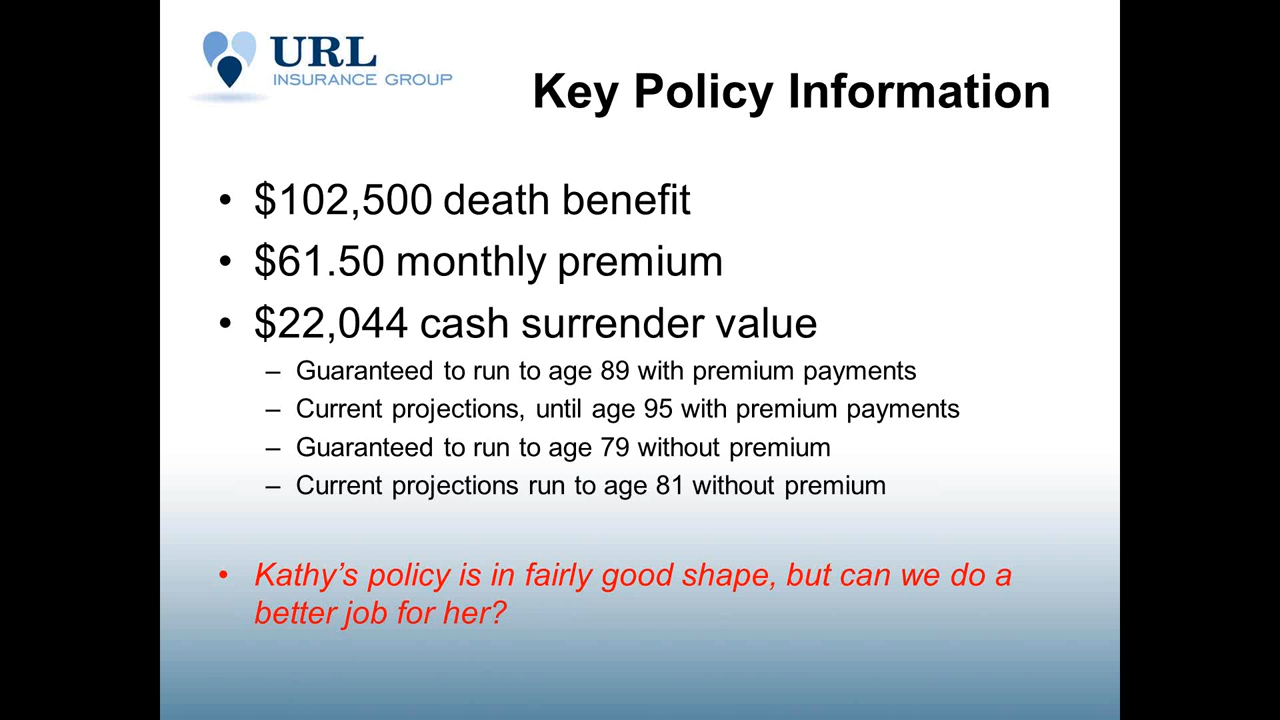 URL
INSURANCE GROUP
Key Policy Information
• $102,500 death benefit
• $61.50 monthly premium
• $22,044 cash surrender value
– Guaranteed to run to age 89 with premium payments
– Current projections, until age 95 with premium payments
– Guaranteed to run to age 79 without premium
– Current projections run to age 81 without premium
• Kathy’s policy is in fairly good shape, but can we do a
better job for her?